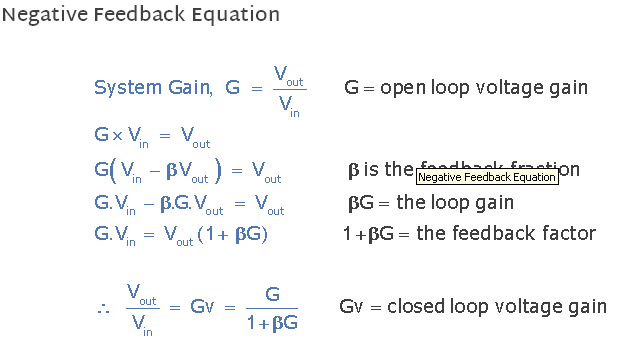 Negative Feedback Equation
System Gain, G = Vout / Vin    G = open loop voltage gain
G × Vin = Vout
G( Vin − βVout ) = Vout    β is the feedback fraction
Negative Feedback Equation
G.Vin − β.G.Vout = Vout    βG = the loop gain
G.Vin = Vout (1 + βG)    1 + βG = the feedback factor
∴ Vout / Vin = Gv = G / 1 + βG    Gv = closed loop voltage gain